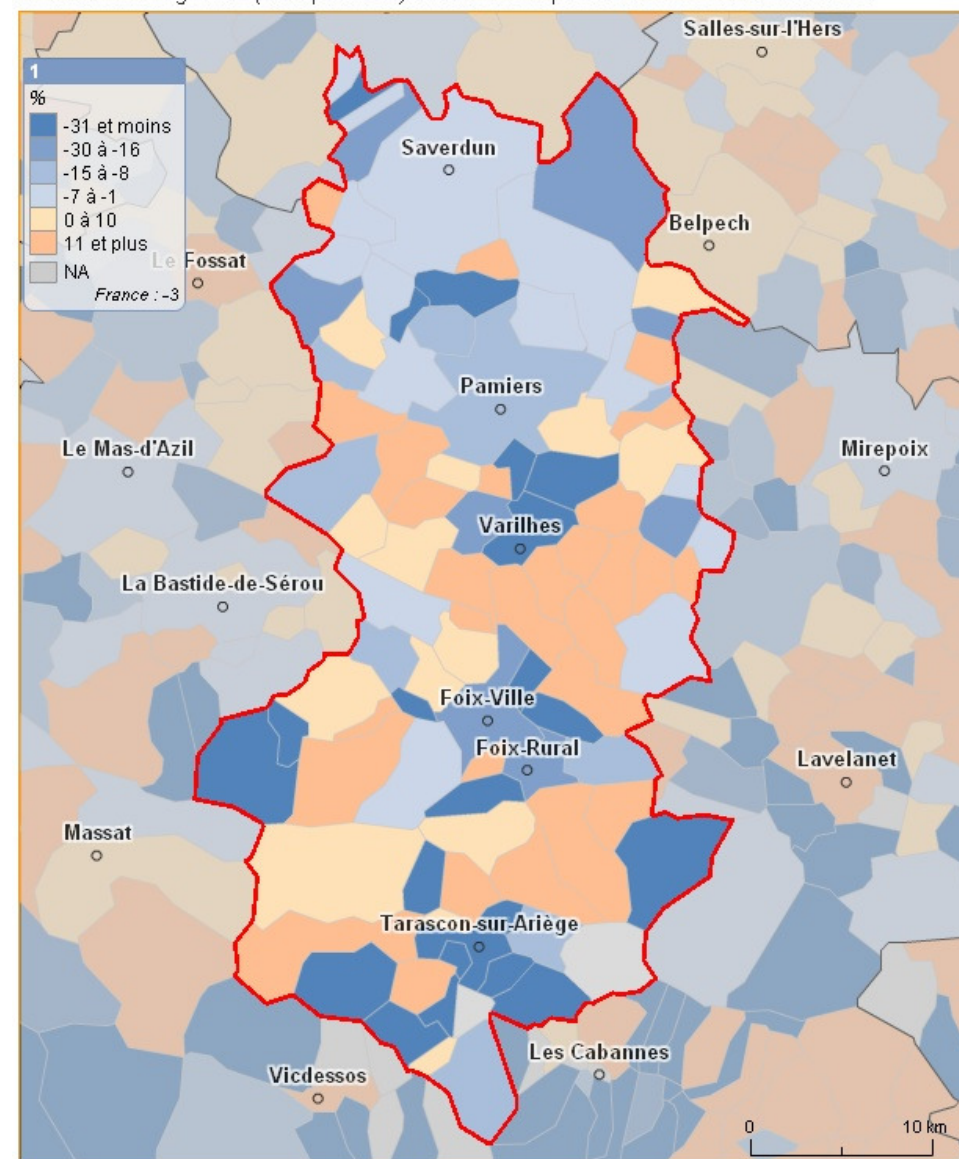 Salles-sur-l'Hers
1
%
-31 et moins
-30 à -16
-15 à -8
-7 à -1
0 à 10
11 et plus
NA
France : -3
Saverdun
Belpech
Le Fossat
Pamiers
Le Mas-d'Azil
Mirepoix
Varilhes
La Bastide-de-Sérou
Foix-Ville
Foix-Rural
Lavelanet
Massat
Tarascon-sur-Ariège
Les Cabannes
Vicdessos
0 10 km